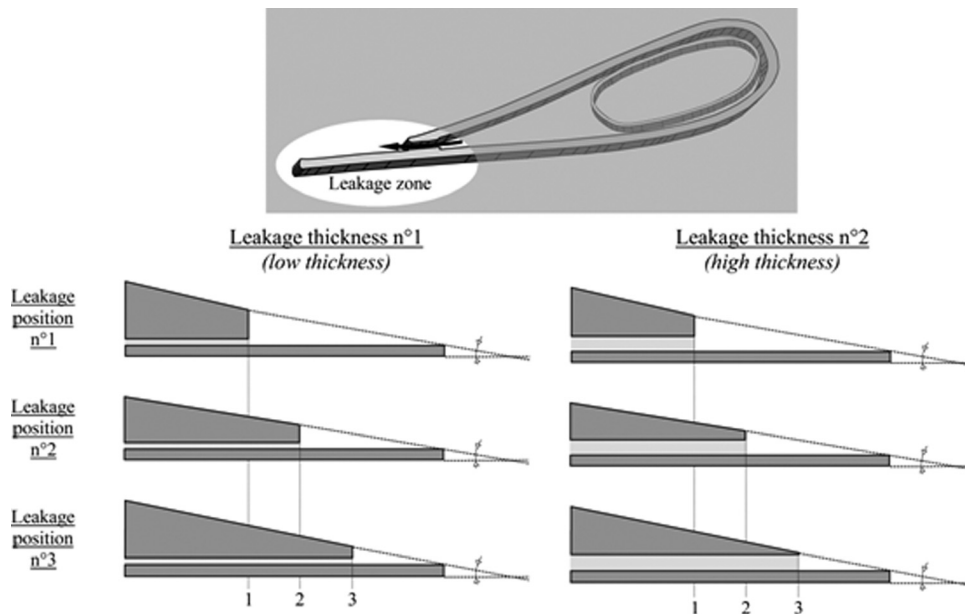 Leakage zone
Leakage thickness n°1
(low thickness)
Leakage thickness n°2
(high thickness)
Leakage
position
n°1
Leakage
position
n°2
Leakage
position
n°3
1 2 3
1 2 3